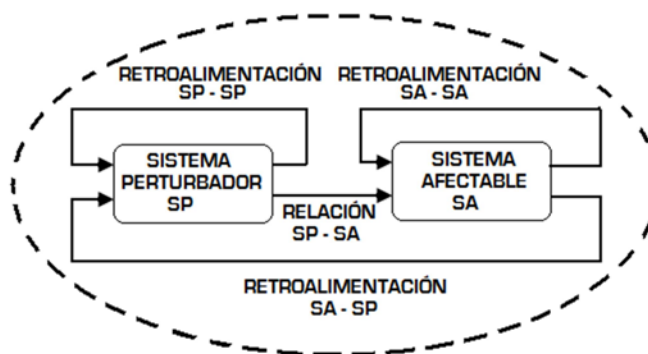 RETROALIMENTACIÓN
SP - SP
RETROALIMENTACIÓN
SA - SA
SISTEMA
PERTURBADOR
SP
SISTEMA
AFECTABLE
SA
RELACIÓN
SP - SA
RETROALIMENTACIÓN
SA - SP